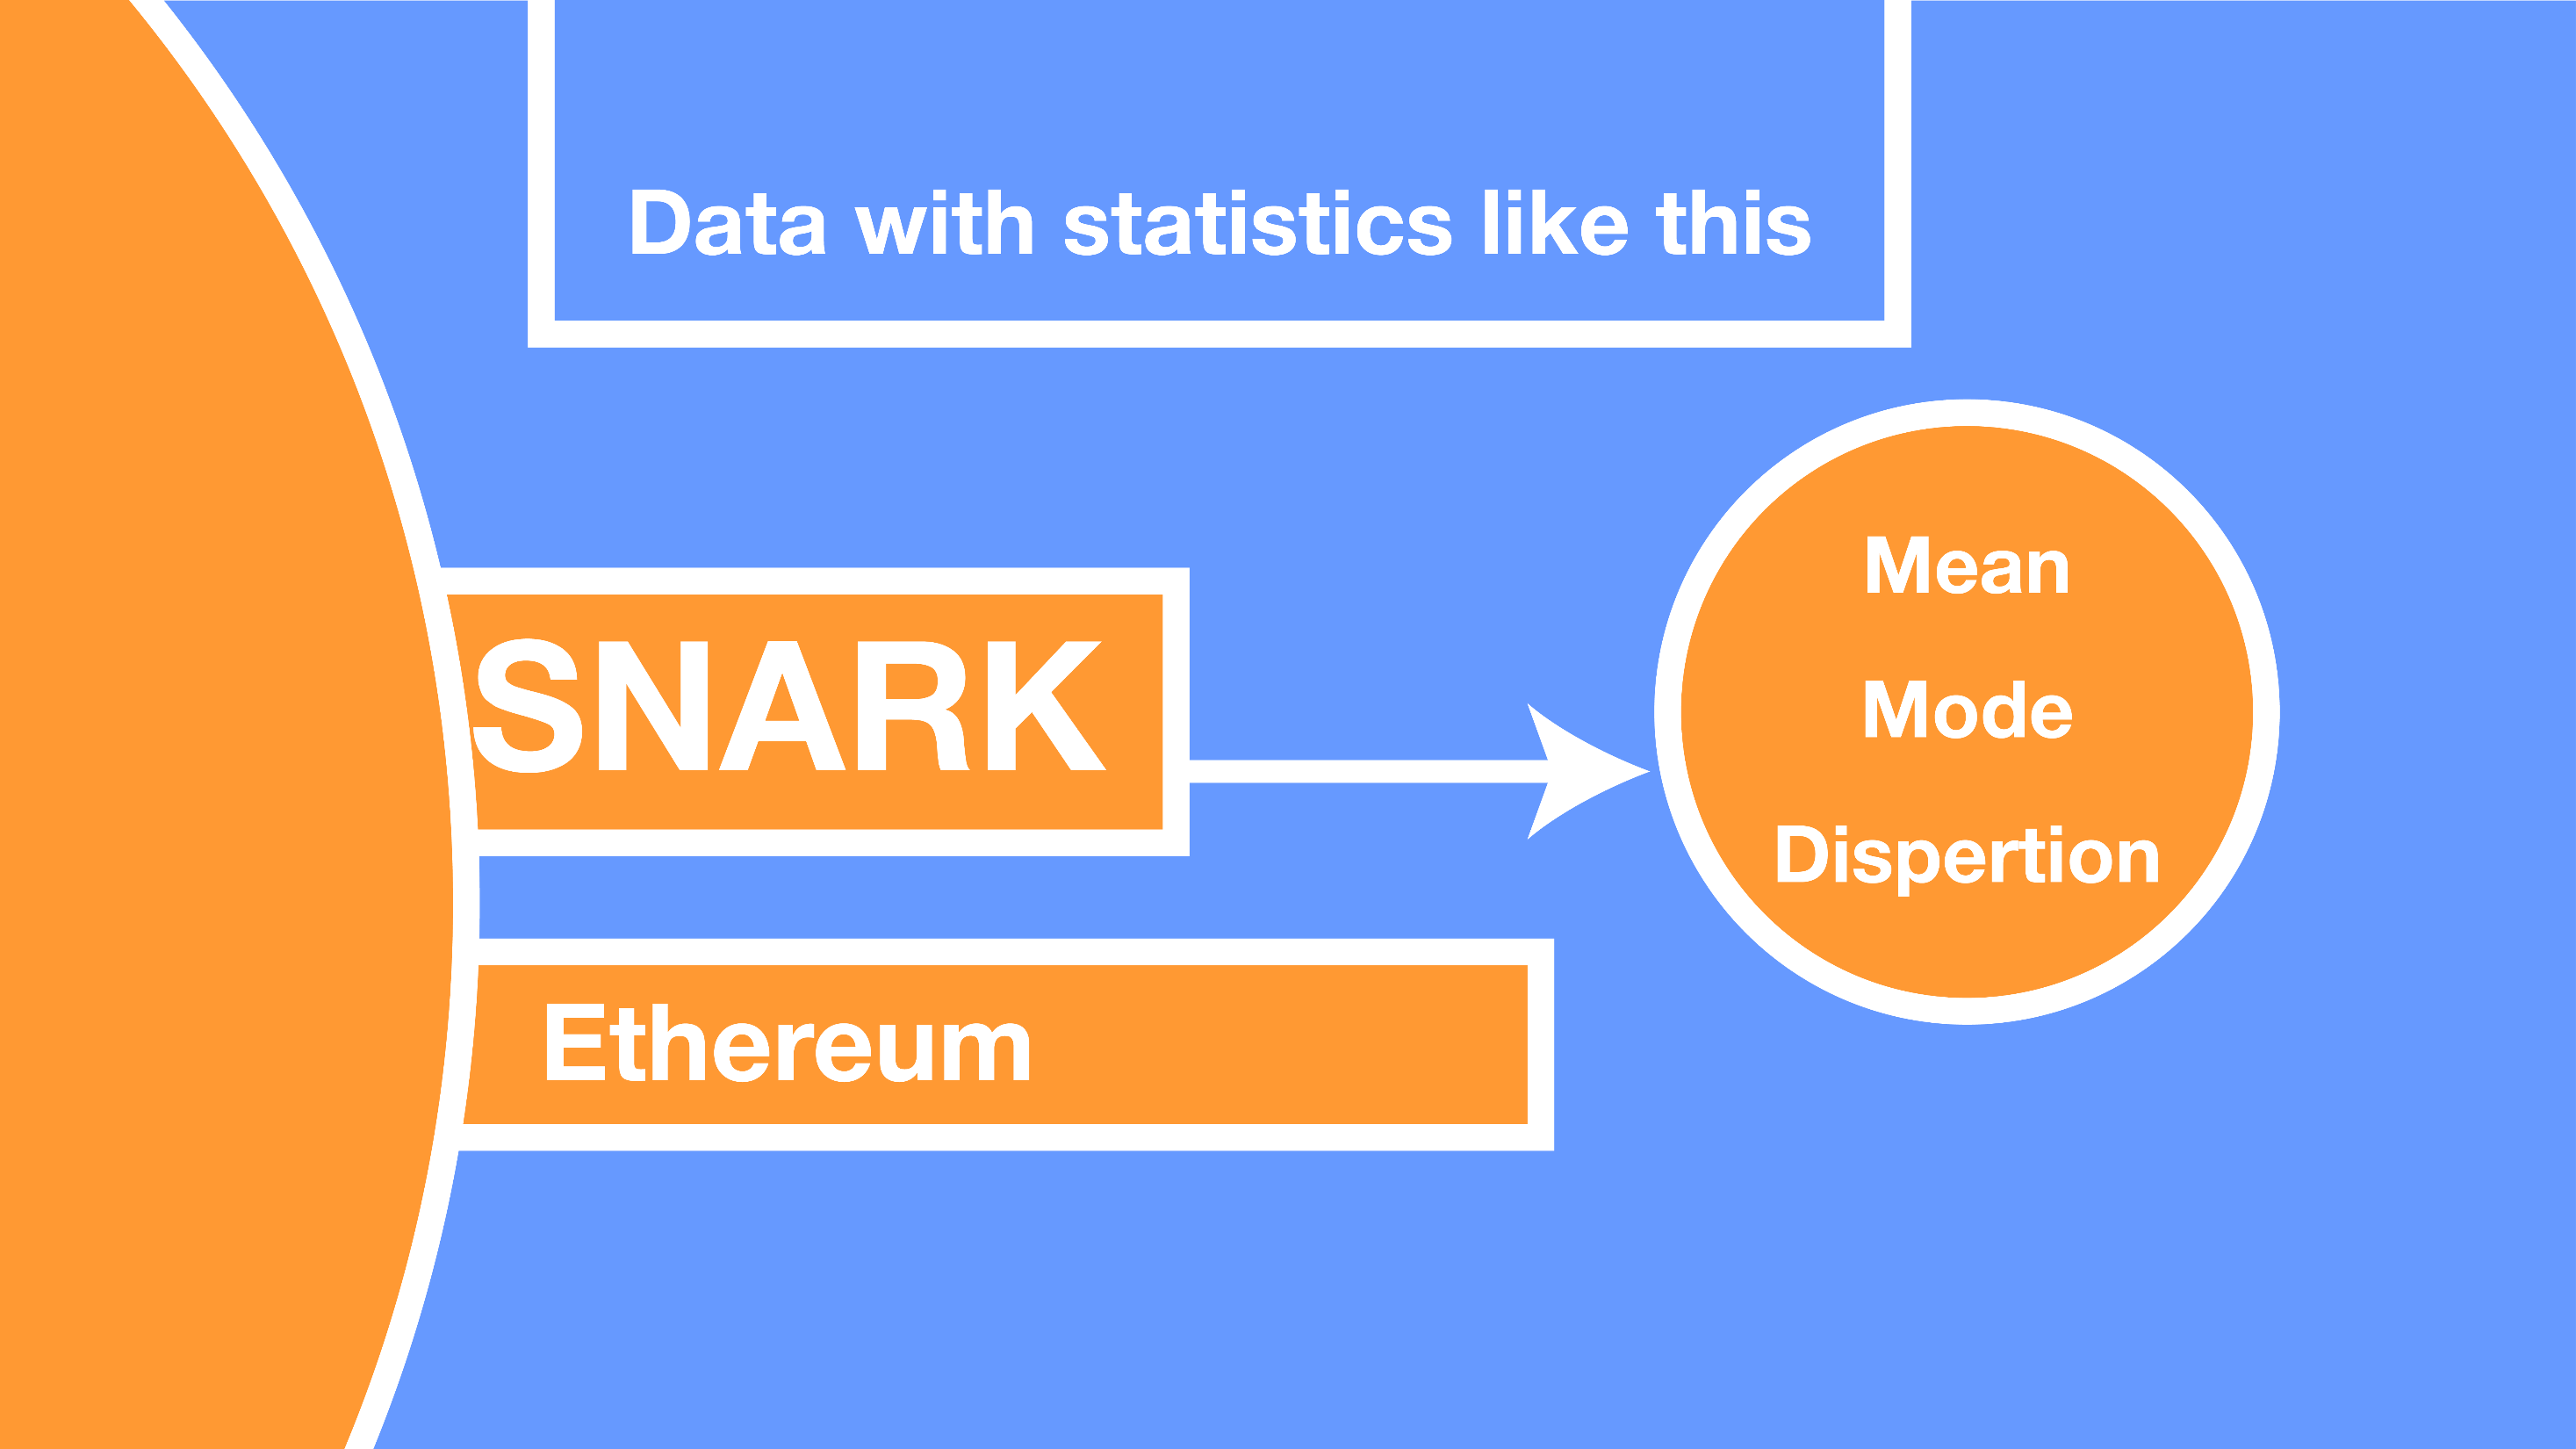 Data with statistics like this
SNARK
Mean
Mode
Dispertion
Ethereum